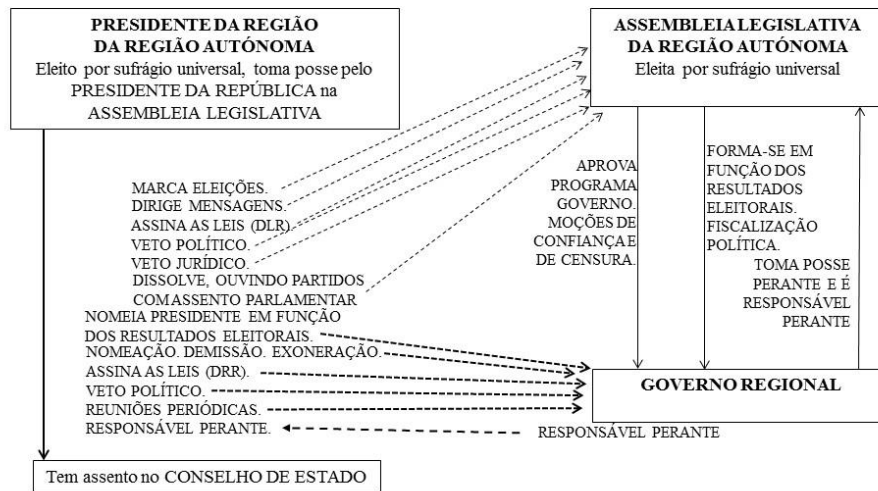 PRESIDENTE DA REGIÃO
DA REGIÃO AUTÓNOMA
Eleito por sufrágio universal, toma posse pelo
PRESIDENTE DA REPÚBLICA na
ASSEMBLEIA LEGISLATIVA
ASSEMBLEIA LEGISLATIVA
DA REGIÃO AUTÓNOMA
Eleita por sufrágio universal
MARCA ELEIÇÕES.
DIRIGE MENSAGENS.
ASSINA AS LEIS (DLR)
VETO POLÍTICO.
VETO JURÍDICO.
DISSOLVE, OUVINDO PARTIDOS
COM ASSENTO PARLAMENTAR
NOMEIA PRESIDENTE EM FUNÇÃO
DOS RESULTADOS ELEITORAIS.
NOMEAÇÃO. DEMISSÃO. EXONERAÇÃO.
ASSINA AS LEIS (DRR).
VETO POLÍTICO.
REUNIÕES PERIÓDICAS.
RESPONSÁVEL PERANTE.
RESPONSÁVEL PERANTE
APROVA
PROGRAMA
GOVERNO.
MOÇÕES DE
CONFIANÇA E
DE CENSURA.
FORMA-SE EM
FUNÇÃO DOS
RESULTADOS
ELEITORAIS.
FISCALIZAÇÃO
POLÍTICA.
TOMA POSSE
PERANTE E É
RESPONSÁVEL
PERANTE
GOVERNO REGIONAL
Tem assento no CONSELHO DE ESTADO